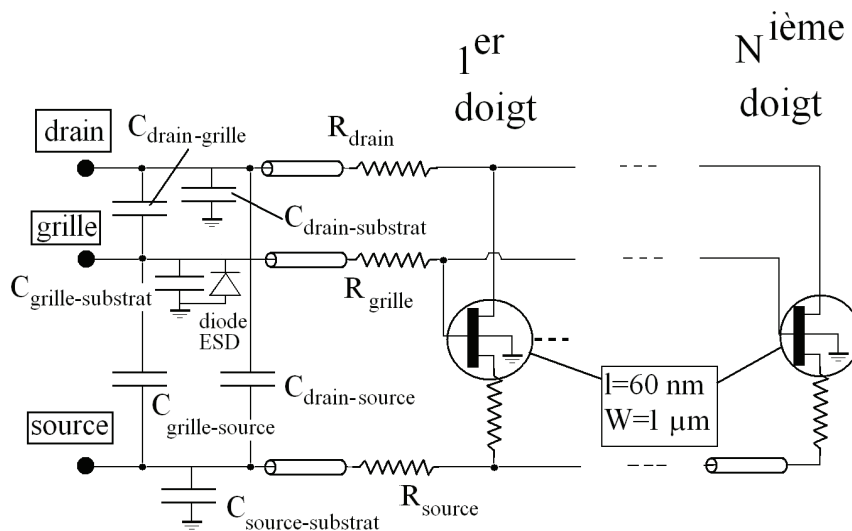 1er
doigt
Nième
doigt
drain
Cdrain-grille
Rdrain
Cdrain-substrat
grille
Cgrille-substrat
diode
ESD
Rgrille
Cdrain-source
Cgrille-source
l=60 nm
W=1 µm
source
Rsource
Csource-substrat